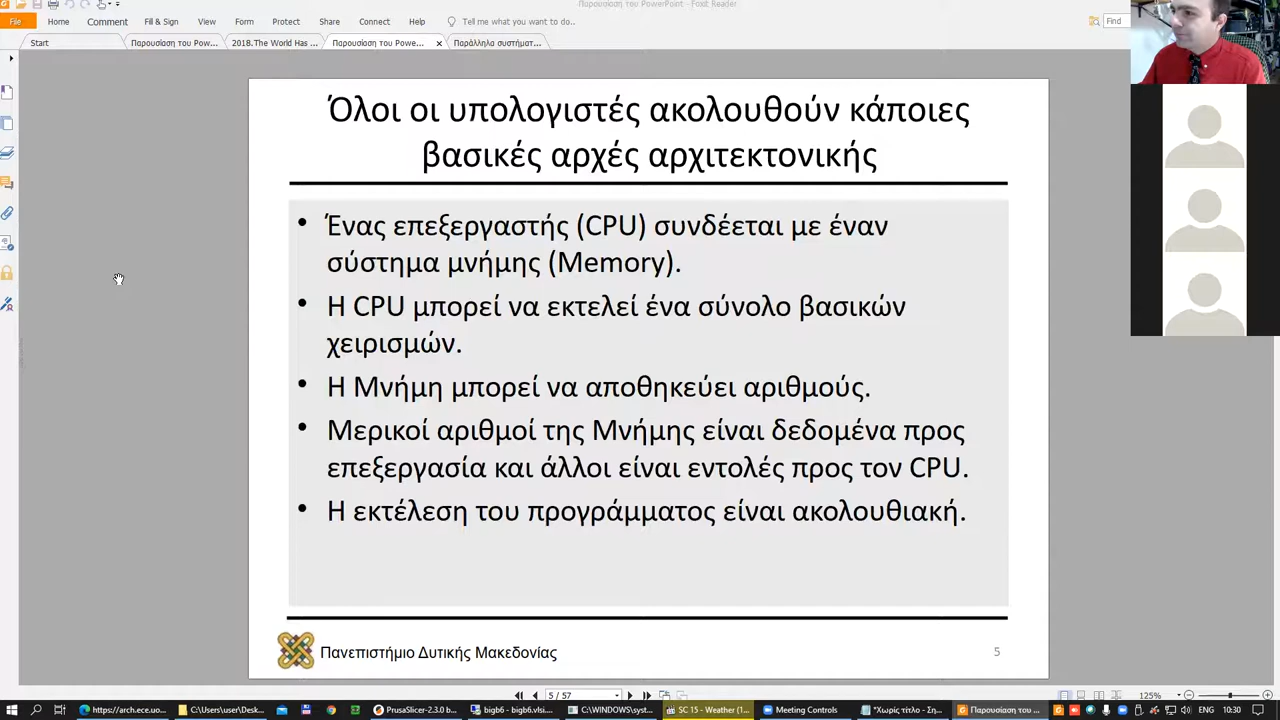 Παρουσίαση του PowerPoint - Foxit Reader
File Home Comment Fill & Sign View Form Protect Share Connect Help Tell me what you want to do.. Find
Start Παρουσίαση του Pow... 2018.The World Has ... Παρουσίαση του Powe... × Παράλληλα συστήματ...
Όλοι οι υπολογιστές ακολουθούν κάποιες
βασικές αρχές αρχιτεκτονικής
• Ένας επεξεργαστής (CPU) συνδέεται με έναν
σύστημα μνήμης (Memory).
• Η CPU μπορεί να εκτελεί ένα σύνολο βασικών
χειρισμών.
• Η Μνήμη μπορεί να αποθηκεύει αριθμούς.
• Μερικοί αριθμοί της Μνήμης είναι δεδομένα προς
επεξεργασία και άλλοι είναι εντολές προς τον CPU.
• Η εκτέλεση του προγράμματος είναι ακολουθιακή.
Πανεπιστήμιο Δυτικής Μακεδονίας 5
5 / 57 125%
https://arch.ece.uo... C:\Users\user\Desk... PrusaSlicer-2.3.0 b... bigb6 - bigb6.vlsi... C:\WINDOWS\syst... SC 15 - Weather (1... Meeting Controls *Χωρίς τίτλο - Ση... Παρουσίαση του ... ENG 10:30